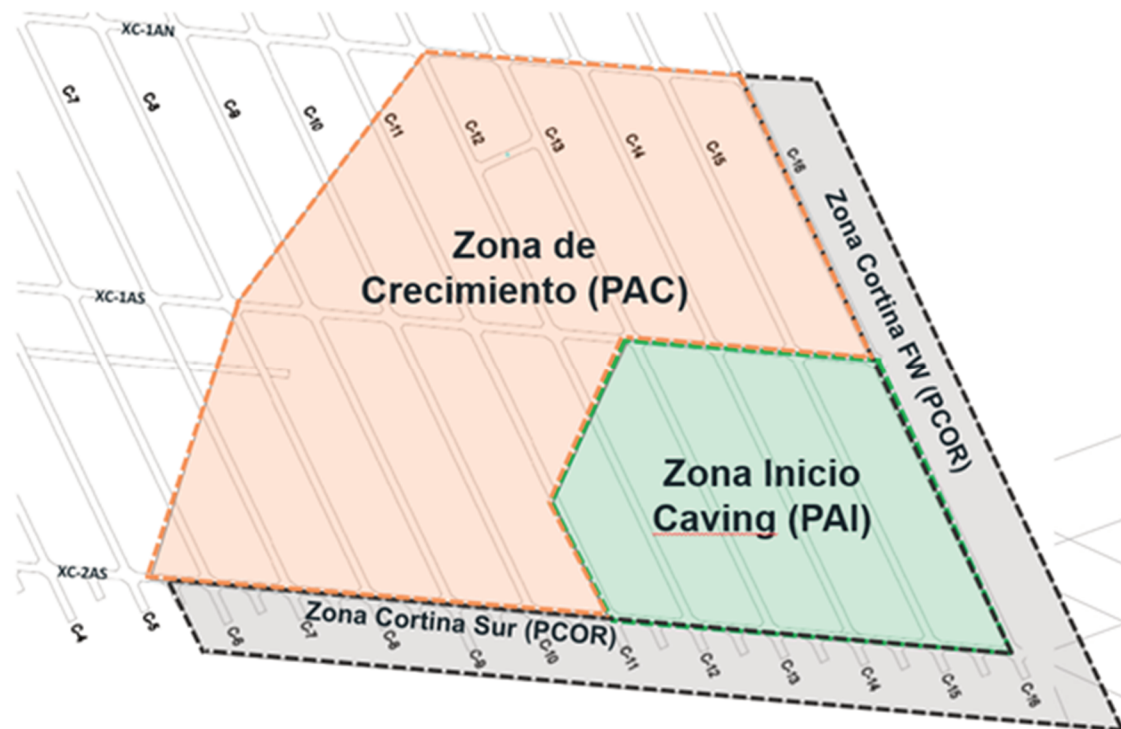 XC-1AN
C-7
C-8
C-9
C-10
C-11
C-12
C-13
C-14
C-15
C-16
Zona de
Crecimiento (PAC)
Zona Cortina FW (PCOR)
XC-1AS
Zona Inicio
Caving (PAI)
XC-2AS
Zona Cortina Sur (PCOR)
C-4
C-5
C-6
C-7
C-8
C-9
C-10
C-11
C-12
C-13
C-14
C-15
C-16